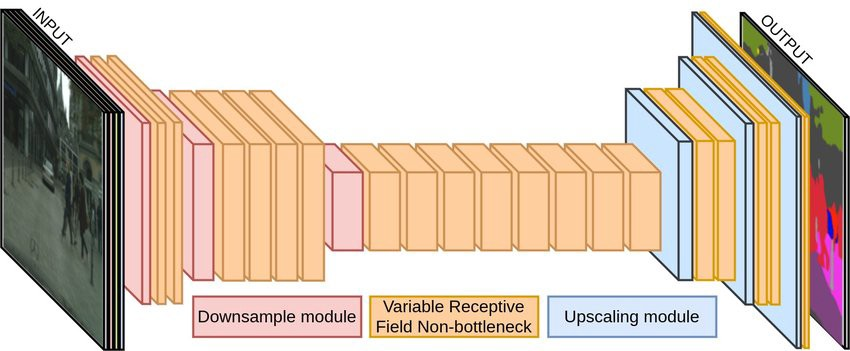 INPUT
OUTPUT
Downsample module
Variable Receptive
Field Non-bottleneck
Upscaling module